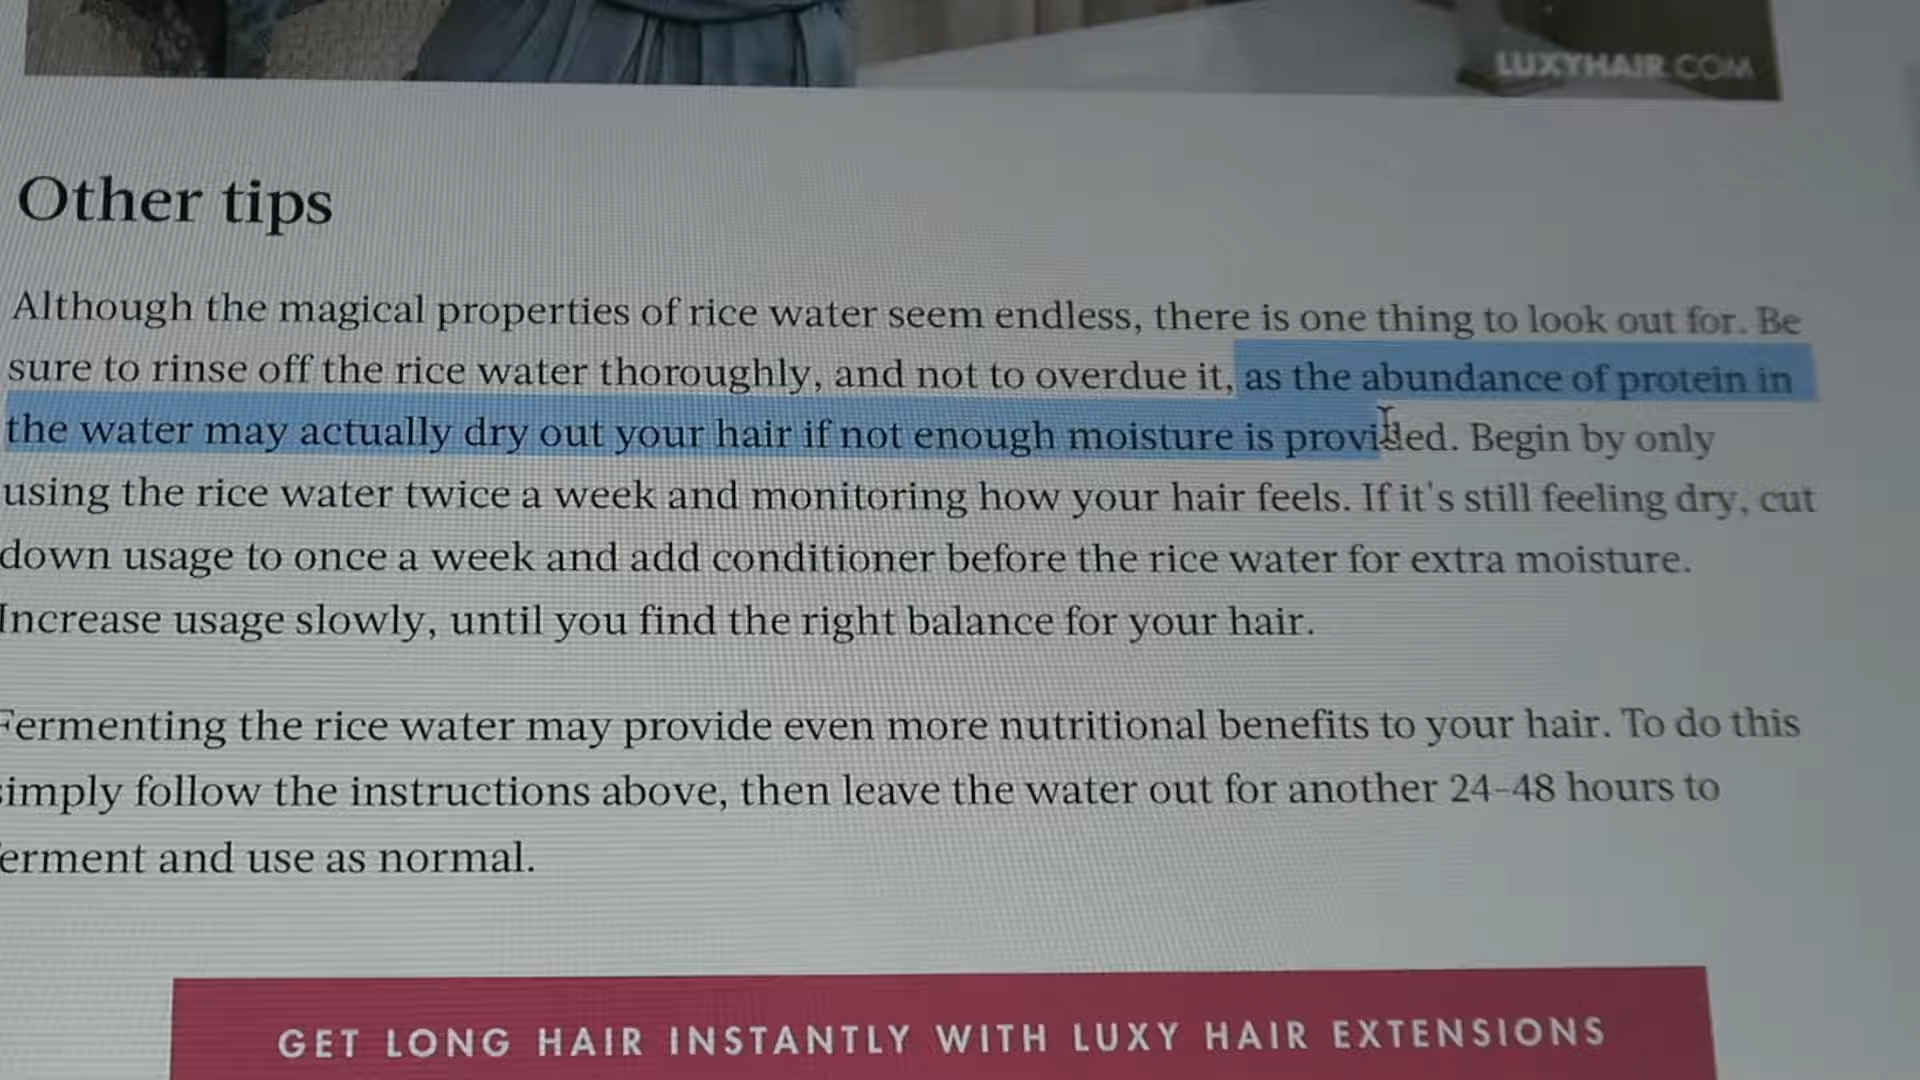 LUXYHAIR.COM
Other tips
Although the magical properties of rice water seem endless, there is one thing to look out for. Be
sure to rinse off the rice water thoroughly, and not to overdue it, as the abundance of protein in
the water may actually dry out your hair if not enough moisture is provided. Begin by only
using the rice water twice a week and monitoring how your hair feels. If it's still feeling dry, cut
down usage to once a week and add conditioner before the rice water for extra moisture.
Increase usage slowly, until you find the right balance for your hair.
Fermenting the rice water may provide even more nutritional benefits to your hair. To do this
simply follow the instructions above, then leave the water out for another 24-48 hours to
ferment and use as normal.
GET LONG HAIR INSTANTLY WITH LUXY HAIR EXTENSIONS